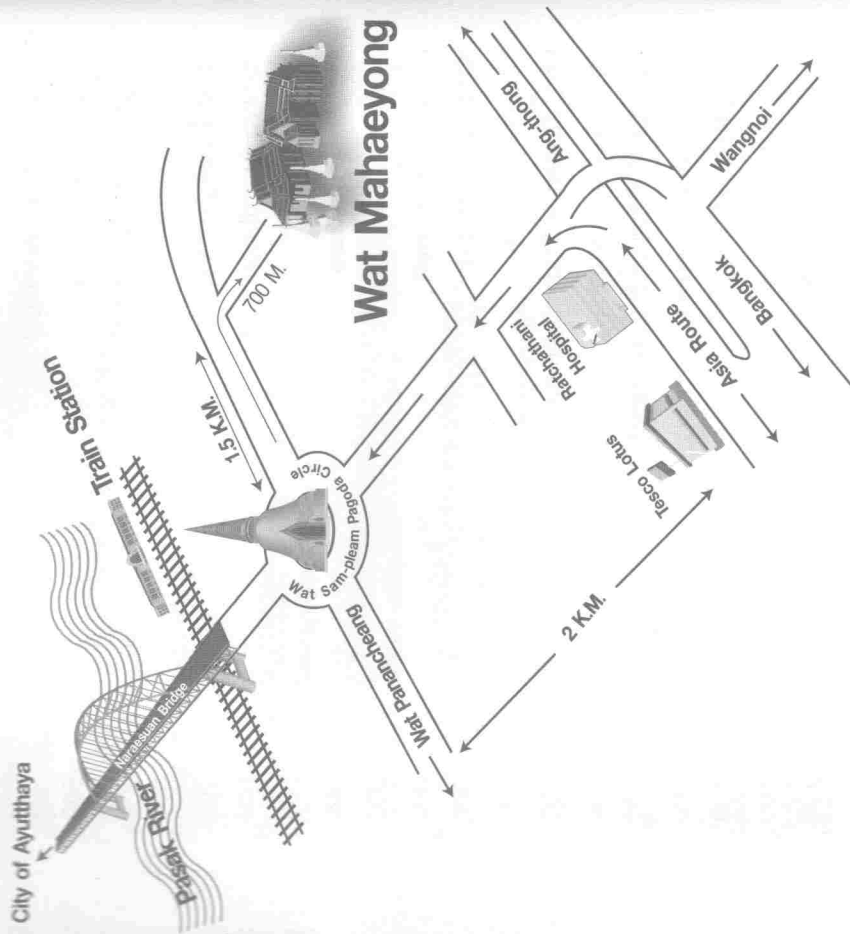 City of Ayutthaya
Pasak River
Naraesuan Bridge
Train Station
Wat Sam-pleam Pagoda Circle
1.5 K.M.
700 M.
Wat Mahaeyong
Wat Panancheang
2 K.M.
Ratchathani
Hospital
Tesco Lotus
Asia Route
Bangkok
Wangnoi
Ang-thong